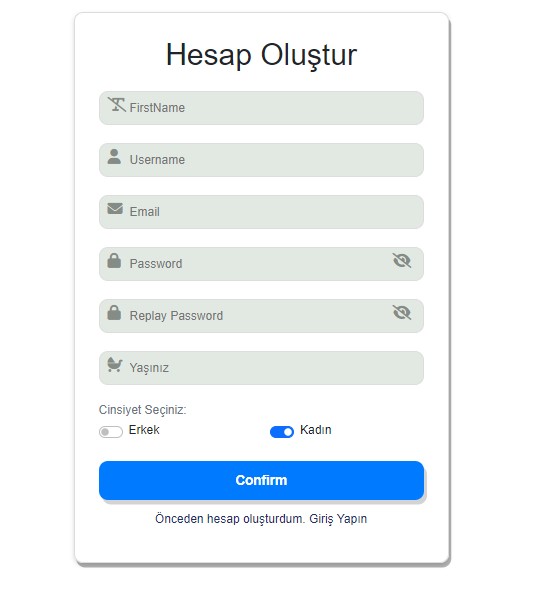 Hesap Oluştur
FirstName
Username
Email
Password
Replay Password
Yaşınız
Cinsiyet Seçiniz:
Erkek Kadın
Confirm
Önceden hesap oluşturdum. Giriş Yapın